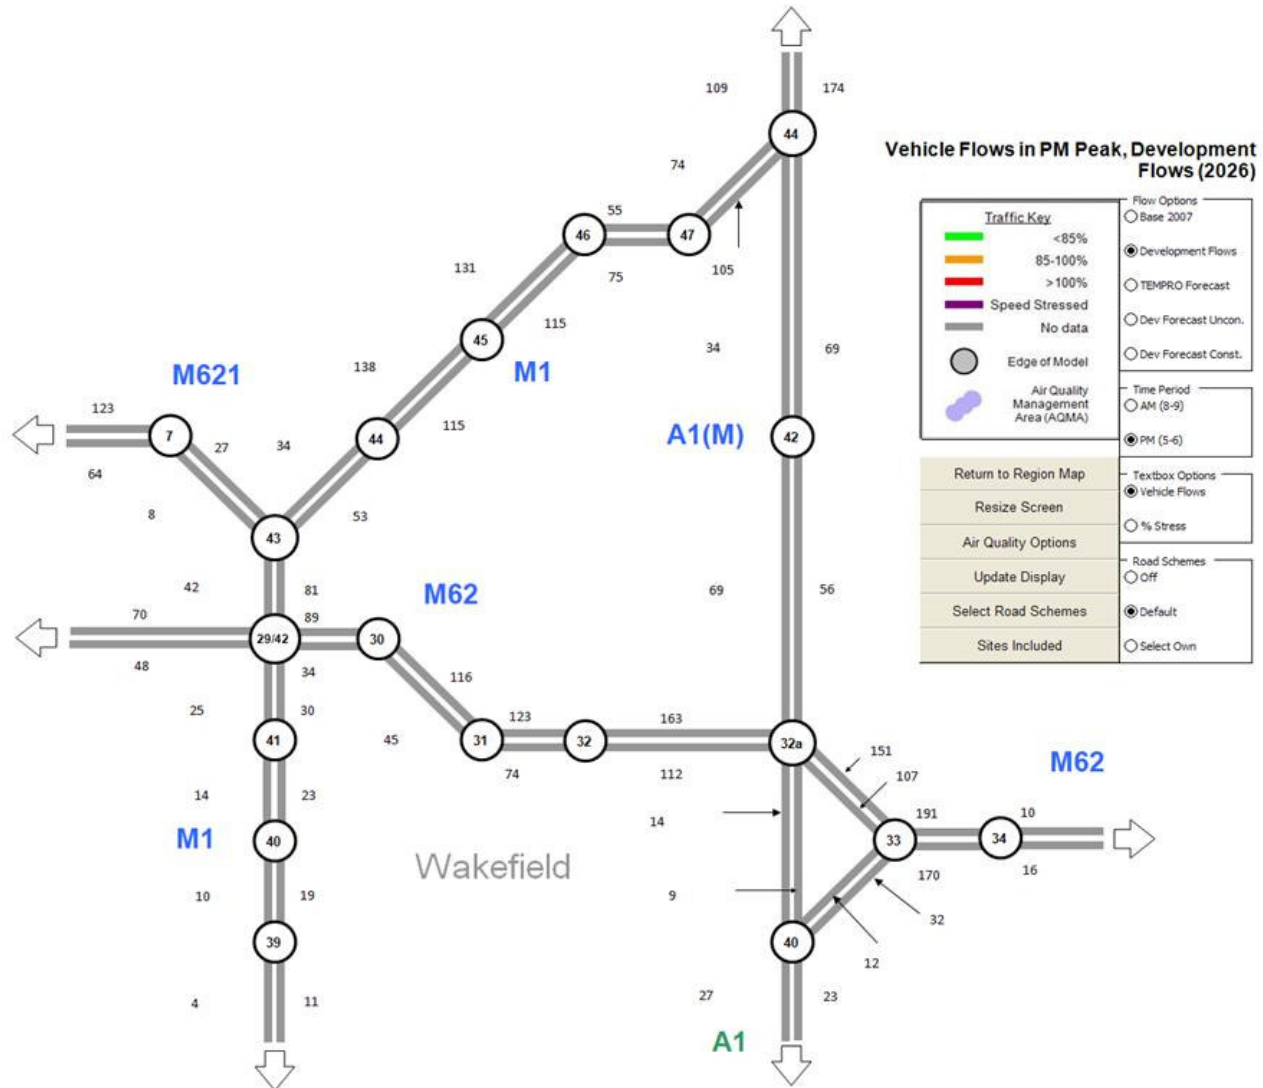 109
174
44
Vehicle Flows in PM Peak, Development
Flows (2026)
74
55
46
47
105
75
131
45
115
M1
138
44
115
34
69
M621
123
7
27
34
64
8
53
43
A1(M)
42
42
81
M62
69
56
70
89
29/42
30
48
34
116
25
30
41
45
31
123
32
163
74
112
32a
151
107
M62
14
23
M1
40
14
191
10
33
34
170
16
Wakefield
10
19
9
32
12
39
40
4
11
27
23
A1
Traffic Key
<85%
85-100%
>100%
Speed Stressed
No data
Edge of Model
Air Quality
Management
Area (AQMA)
Flow Options
Base 2007
Development Flows
TEMPRO Forecast
Dev Forecast Uncon.
Dev Forecast Const.
Time Period
AM (8-9)
PM (5-6)
Textbox Options
Vehicle Flows
% Stress
Road Schemes
Off
Default
Select Own
Return to Region Map
Resize Screen
Air Quality Options
Update Display
Select Road Schemes
Sites Included